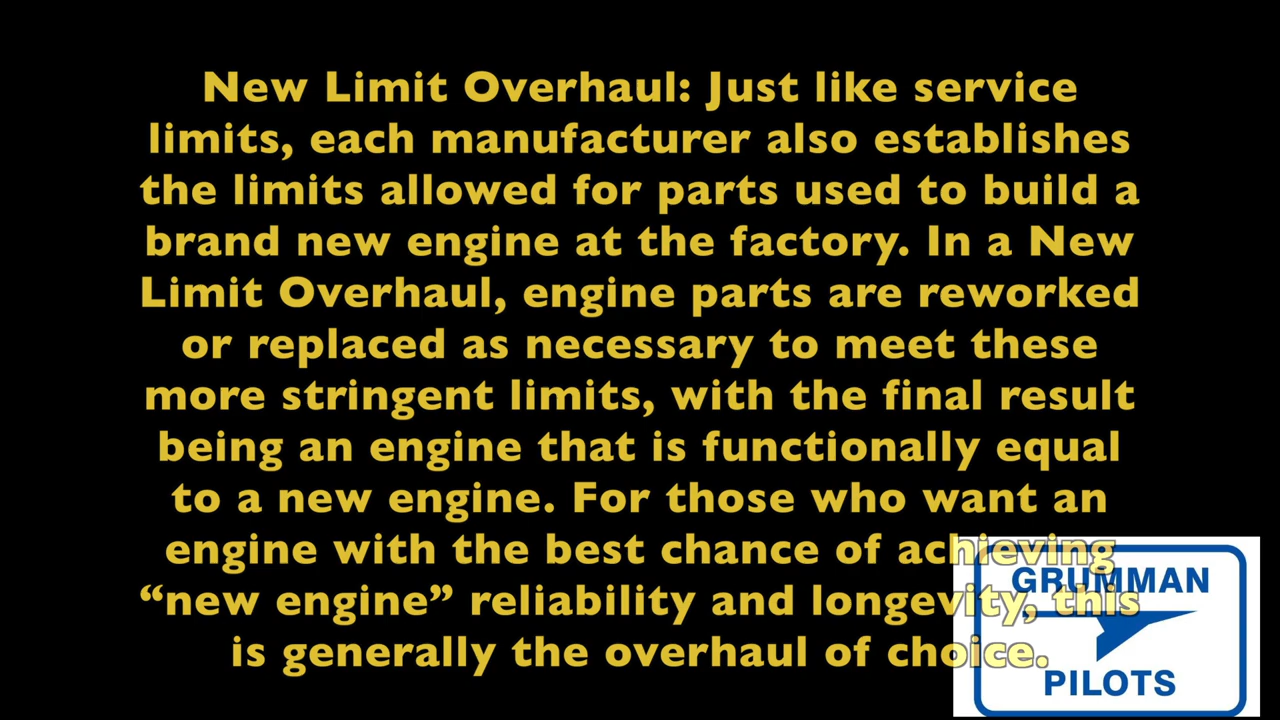 New Limit Overhaul: Just like service
limits, each manufacturer also establishes
the limits allowed for parts used to build a
brand new engine at the factory. In a New
Limit Overhaul, engine parts are reworked
or replaced as necessary to meet these
more stringent limits, with the final result
being an engine that is functionally equal
to a new engine. For those who want an
engine with the best chance of achieving
“new engine” reliability and longevity, this
is generally the overhaul of choice.
GRUMMAN
PILOTS